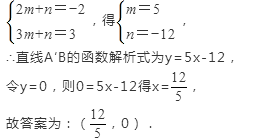 {2m+n=-2
3m+n=3 ，得 {m=5
n=-12 ，
∴直线A′B的函数解析式为y=5x-12，
令y=0，则0=5x-12得x=12/5，
故答案为：（12/5，0）．